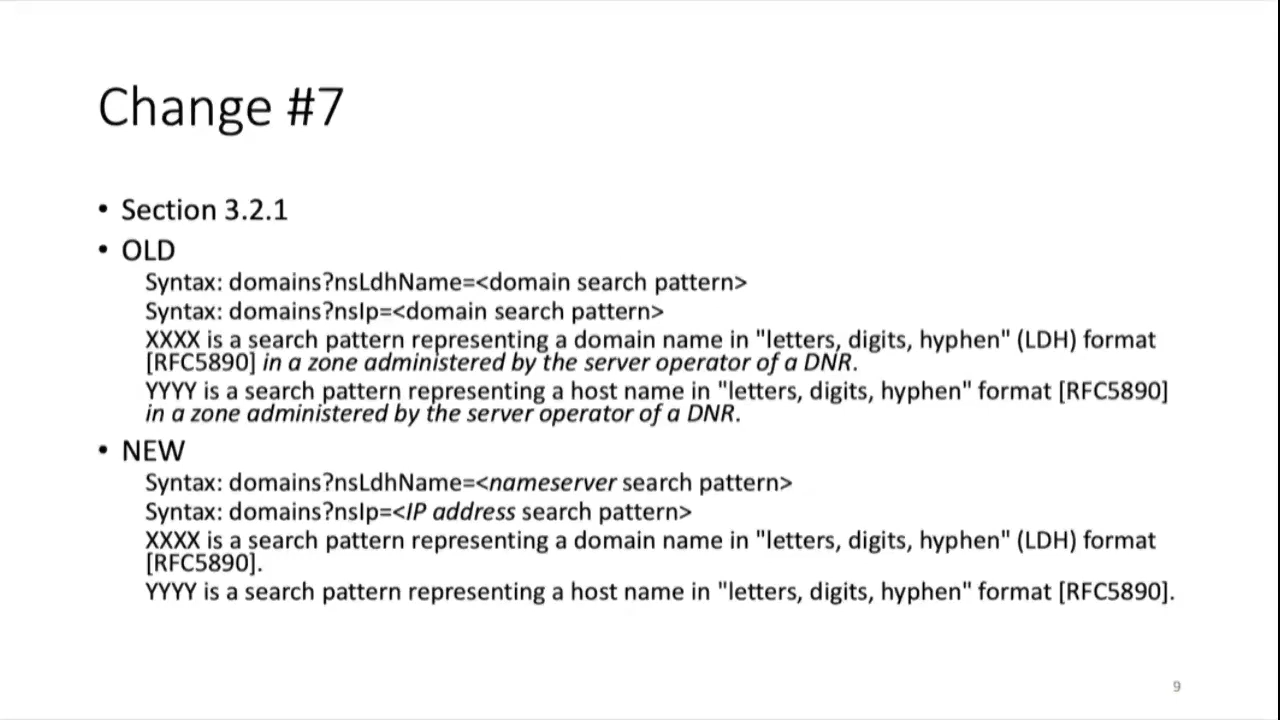 Change #7
• Section 3.2.1
• OLD
Syntax: domains?nsLdhName=<domain search pattern>
Syntax: domains?nsIp=<domain search pattern>
XXXX is a search pattern representing a domain name in "letters, digits, hyphen" (LDH) format
[RFC5890] in a zone administered by the server operator of a DNR.
YYYY is a search pattern representing a host name in "letters, digits, hyphen" format [RFC5890]
in a zone administered by the server operator of a DNR.
• NEW
Syntax: domains?nsLdhName=<nameserver search pattern>
Syntax: domains?nsIp=<IP address search pattern>
XXXX is a search pattern representing a domain name in "letters, digits, hyphen" (LDH) format
[RFC5890].
YYYY is a search pattern representing a host name in "letters, digits, hyphen" format [RFC5890].
9